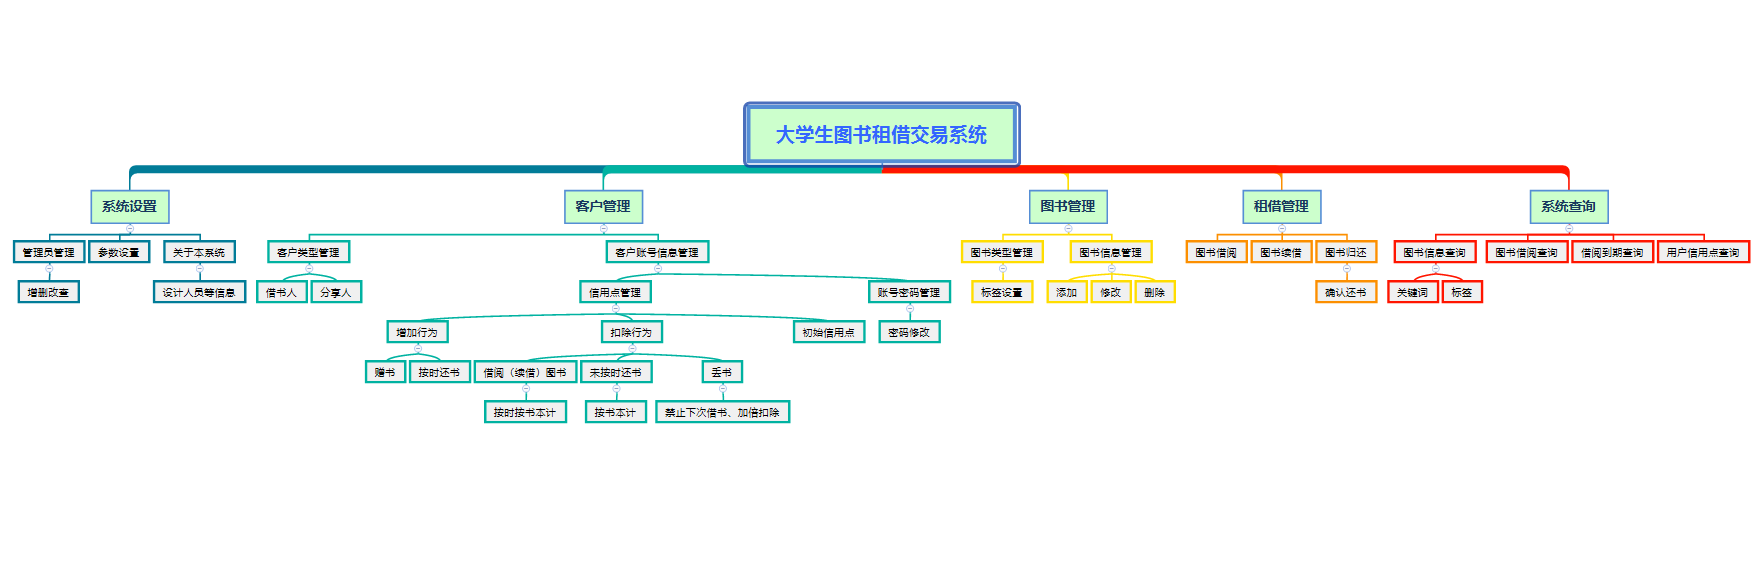 大学生图书租借交易系统
系统设置
客户管理
图书管理
租借管理
系统查询
管理员管理
参数设置
关于本系统
客户类型管理
客户账号信息管理
图书类型管理
图书信息管理
图书借阅
图书续借
图书归还
图书信息查询
图书借阅查询
借阅到期查询
用户信用点查询
增删改查
设计人员等信息
借书人
分享人
信用点管理
账号密码管理
标签设置
添加
修改
删除
确认还书
关键词
标签
增加行为
扣除行为
初始信用点
密码修改
赠书
按时还书
借阅（续借）图书
未按时还书
丢书
按时按书本计
按书本计
禁止下次借书、加倍扣除